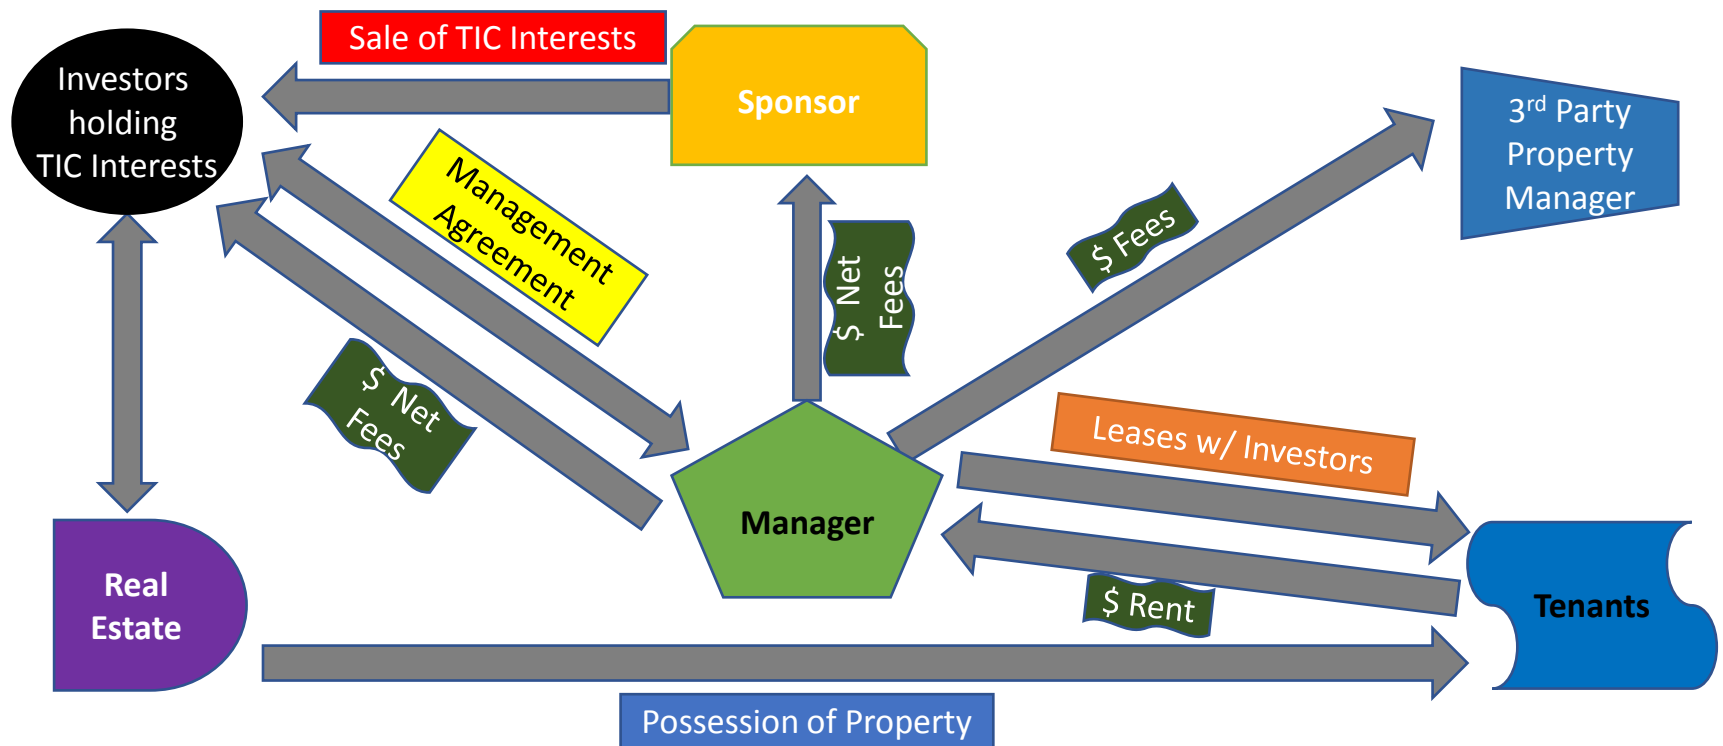 Sale of TIC Interests
Investors
holding
TIC Interests
Sponsor
3rd Party
Property
Manager
Management
Agreement
$ Net
Fees
$ Fees
$ Net
Fees
Leases w/ Investors
Manager
Real
Estate
$ Rent
Tenants
Possession of Property